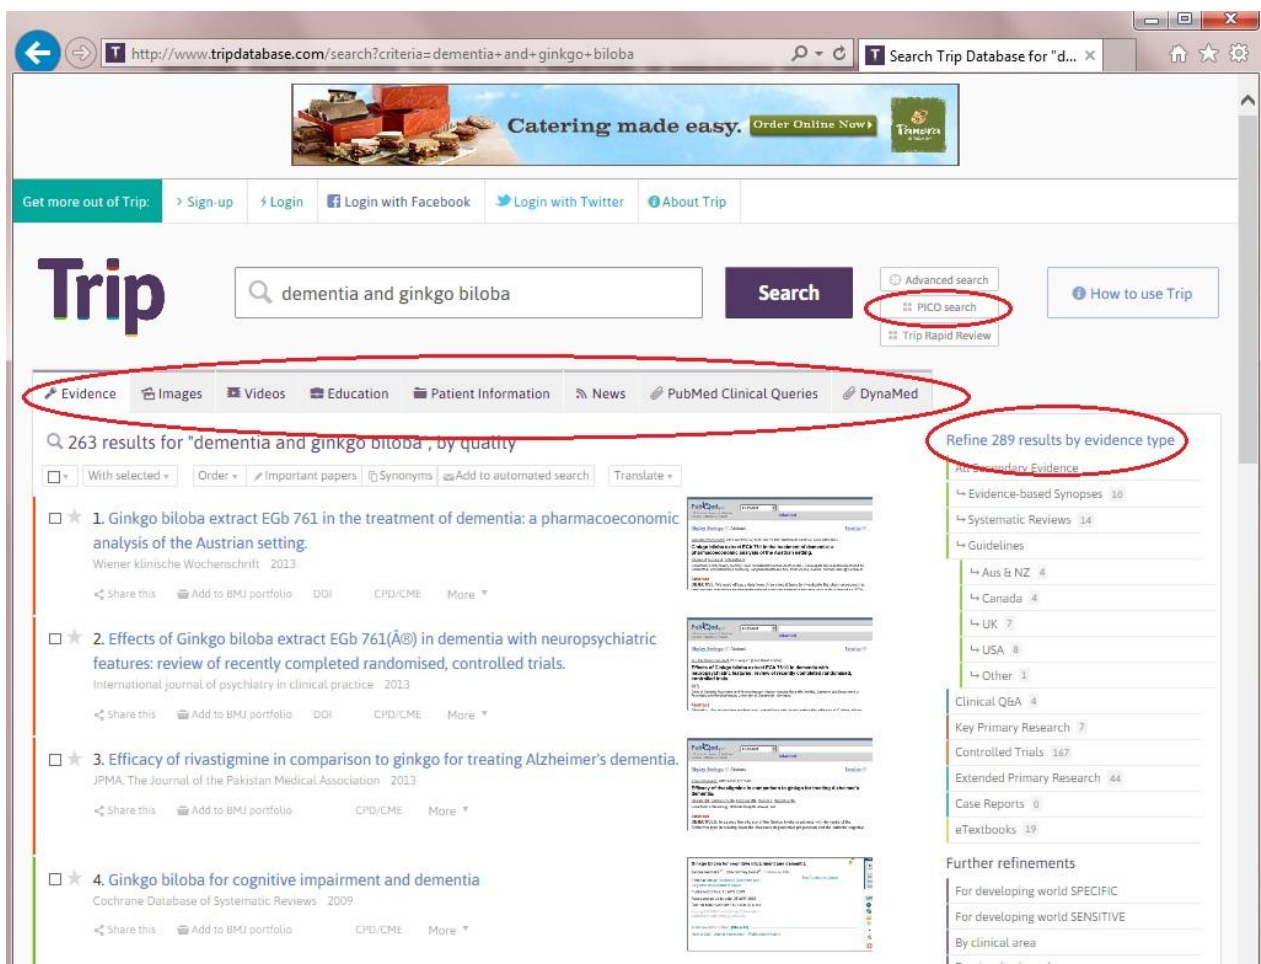 http://www.tripdatabase.com/search?criteria=dementia+and+ginkgo+biloba
Search Trip Database for "d...
Catering made easy. Order Online Now
Panera
Get more out of Trip:
Sign-up
Login
Login with Facebook
Login with Twitter
About Trip
Trip
dementia and ginkgo biloba
Search
Advanced search
PICO search
Trip Rapid Review
How to use Trip
Evidence
Images
Videos
Education
Patient Information
News
PubMed Clinical Queries
DynaMed
263 results for "dementia and ginkgo biloba", by quality
With selected
Order
Important papers
Synonyms
Add to automated search
Translate
1. Ginkgo biloba extract EGb 761 in the treatment of dementia: a pharmacoeconomic
analysis of the Austrian setting.
Wiener klinische Wochenschrift 2013
Share this Add to BMJ portfolio DOI CPD/CME More
2. Effects of Ginkgo biloba extract EGb 761(Â®) in dementia with neuropsychiatric
features: review of recently completed randomised, controlled trials.
International journal of psychiatry in clinical practice 2013
Share this Add to BMJ portfolio DOI CPD/CME More
3. Efficacy of rivastigmine in comparison to ginkgo for treating Alzheimer's dementia.
JPMA. The Journal of the Pakistan Medical Association 2013
Share this Add to BMJ portfolio CPD/CME More
4. Ginkgo biloba for cognitive impairment and dementia
Cochrane Database of Systematic Reviews 2009
Share this Add to BMJ portfolio CPD/CME More
Refine 289 results by evidence type
All Secondary Evidence
Evidence-based Synopses 10
Systematic Reviews 14
Guidelines
Aus & NZ 4
Canada 4
UK 7
USA 8
Other 1
Clinical Q&A 4
Key Primary Research 7
Controlled Trials 167
Extended Primary Research 44
Case Reports 0
eTextbooks 19
Further refinements
For developing world SPECIFIC
For developing world SENSITIVE
By clinical area